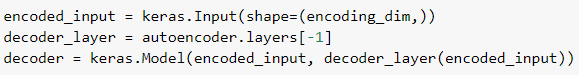 encoded_input = keras.Input(shape=(encoding_dim,))
decoder_layer = autoencoder.layers[-1]
decoder = keras.Model(encoded_input, decoder_layer(encoded_input))